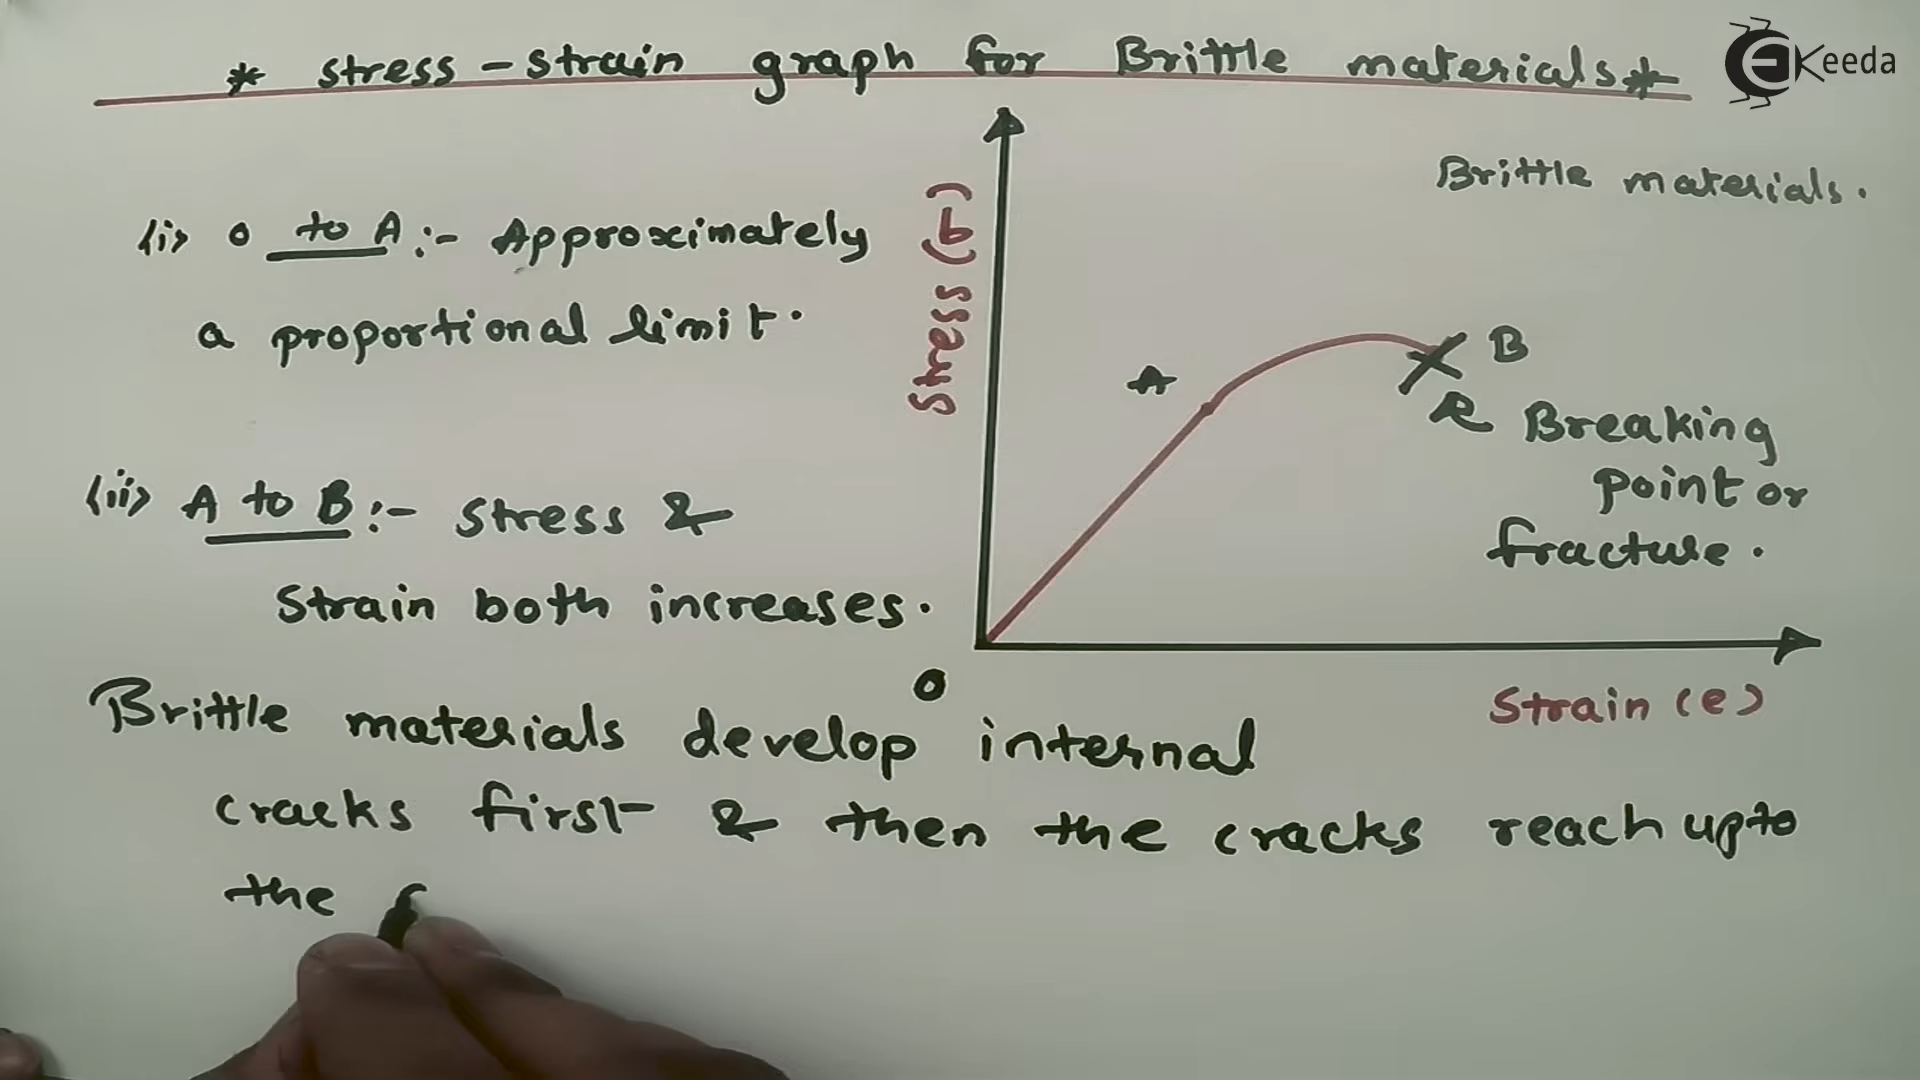 * stress - strain graph for Brittle materials *
EKeeda
Brittle materials.
(i) O to A :- Approximately
a proportional limit.
(ii) A to B :- Stress &
Strain both increases.
Stress (σ)
A
B
Breaking
point or
fracture.
O
Strain (e)
Brittle materials develop internal
cracks first & then the cracks reach upto
the